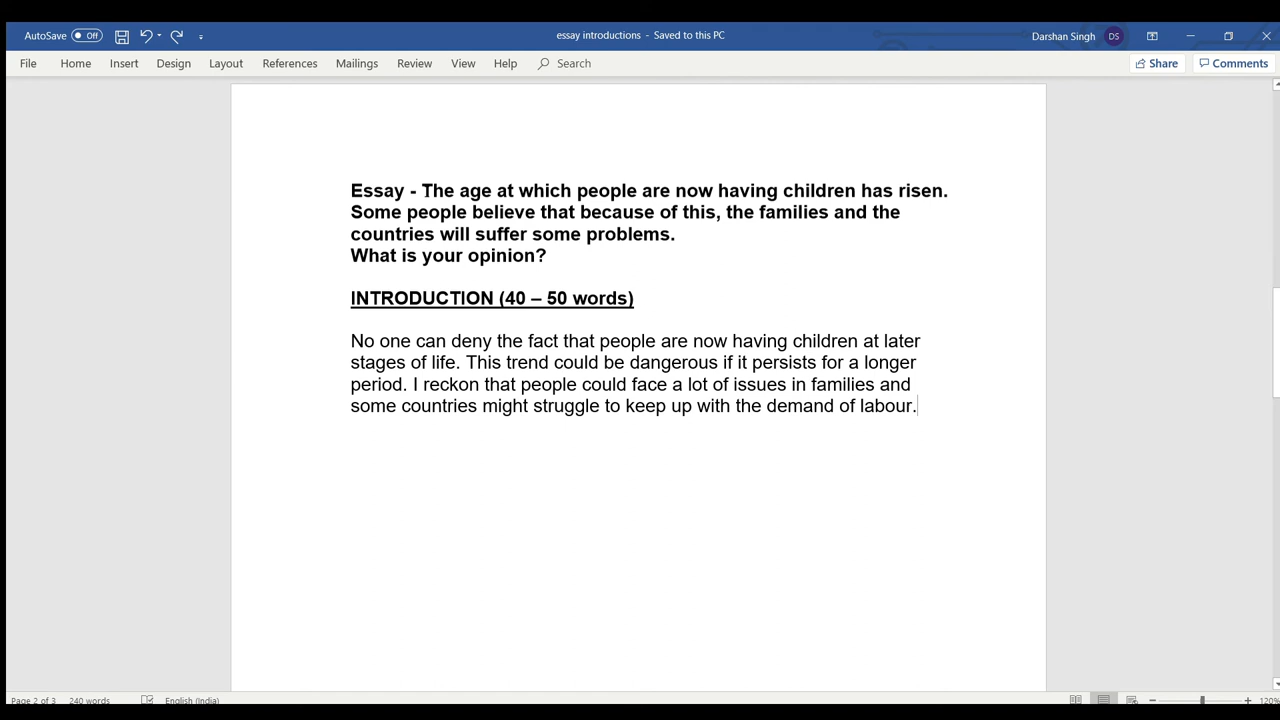 AutoSave Off essay introductions - Saved to this PC Darshan Singh DS
File Home Insert Design Layout References Mailings Review View Help Search Share Comments
Essay - The age at which people are now having children has risen.
Some people believe that because of this, the families and the
countries will suffer some problems.
What is your opinion?
INTRODUCTION (40 – 50 words)
No one can deny the fact that people are now having children at later
stages of life. This trend could be dangerous if it persists for a longer
period. I reckon that people could face a lot of issues in families and
some countries might struggle to keep up with the demand of labour.
Page 2 of 3 240 words English (India) 120%